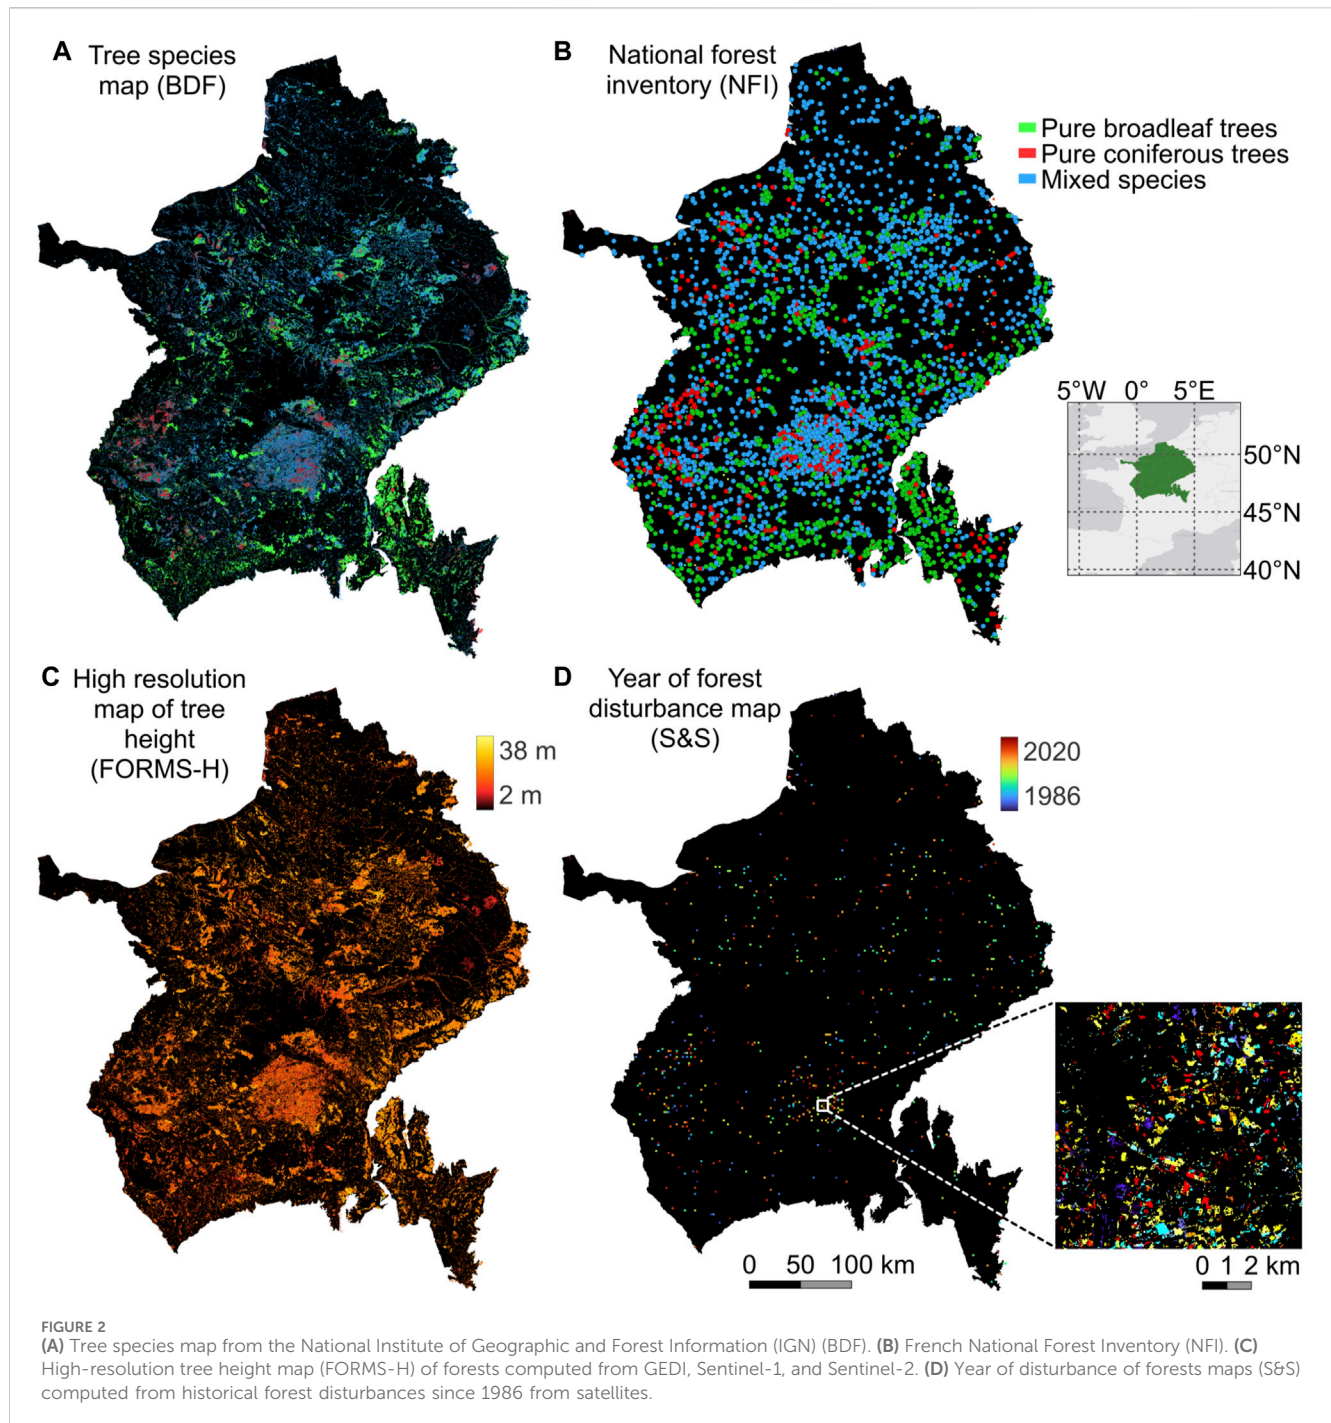 A Tree species
map (BDF)
B National forest
inventory (NFI)
Pure broadleaf trees
Pure coniferous trees
Mixed species
5°W 0° 5°E
50°N
45°N
40°N
C High resolution
map of tree
height
(FORMS-H)
38 m
2 m
D Year of forest
disturbance map
(S&S)
2020
1986
0 50 100 km
0 1 2 km
FIGURE 2
(A) Tree species map from the National Institute of Geographic and Forest Information (IGN) (BDF). (B) French National Forest Inventory (NFI). (C)
High-resolution tree height map (FORMS-H) of forests computed from GEDI, Sentinel-1, and Sentinel-2. (D) Year of disturbance of forests maps (S&S)
computed from historical forest disturbances since 1986 from satellites.